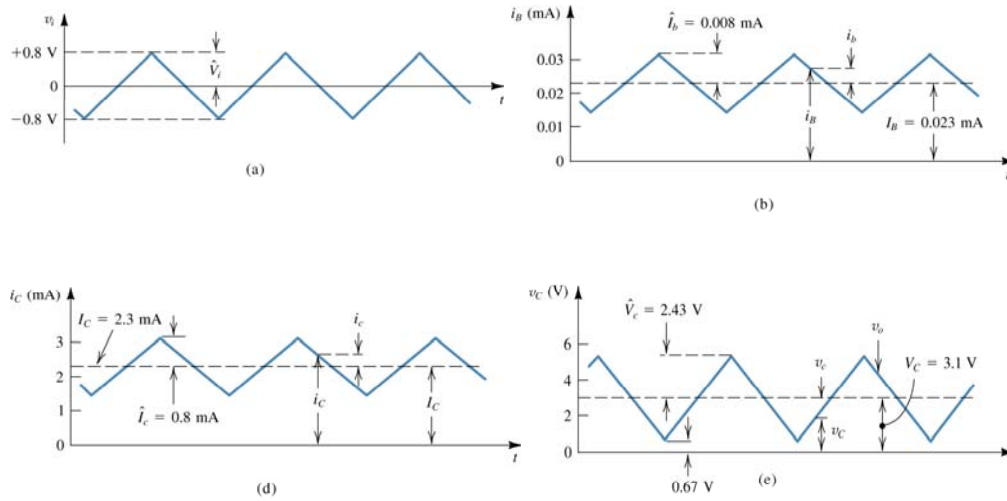 v_i
+0.8 V
V̂_i
0
t
−0.8 V
(a)
i_B (mA)
Î_b = 0.008 mA
i_b
0.03
0.02
i_B
I_B = 0.023 mA
0.01
0
(b)
i_C (mA)
I_C = 2.3 mA
i_c
3
2
i_C
I_C
Î_c = 0.8 mA
1
0
t
(d)
v_C (V)
V̂_c = 2.43 V
v_o
6
v_c
V_C = 3.1 V
4
2
v_C
0
0.67 V
(e)